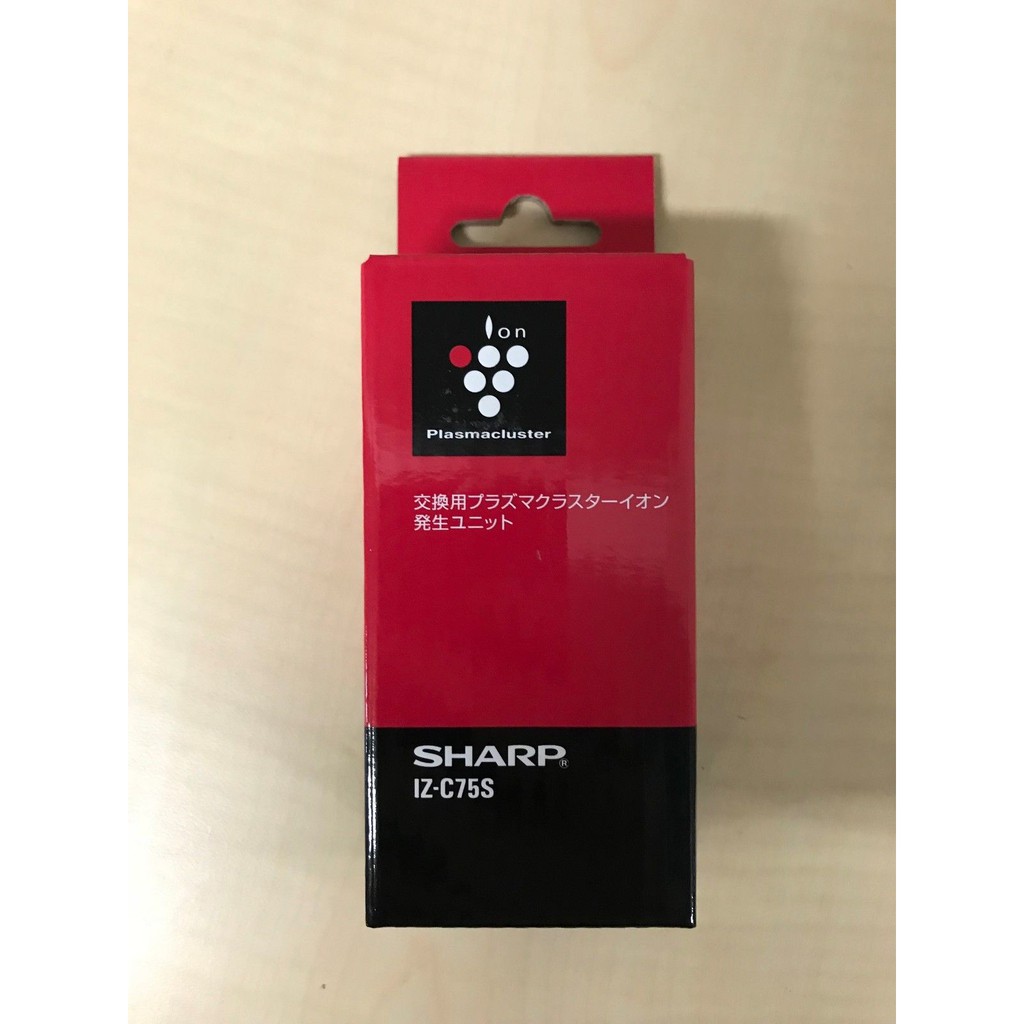 Ion
Plasmacluster
交換用プラズマクラスターイオン
発生ユニット
SHARP®
IZ-C75S